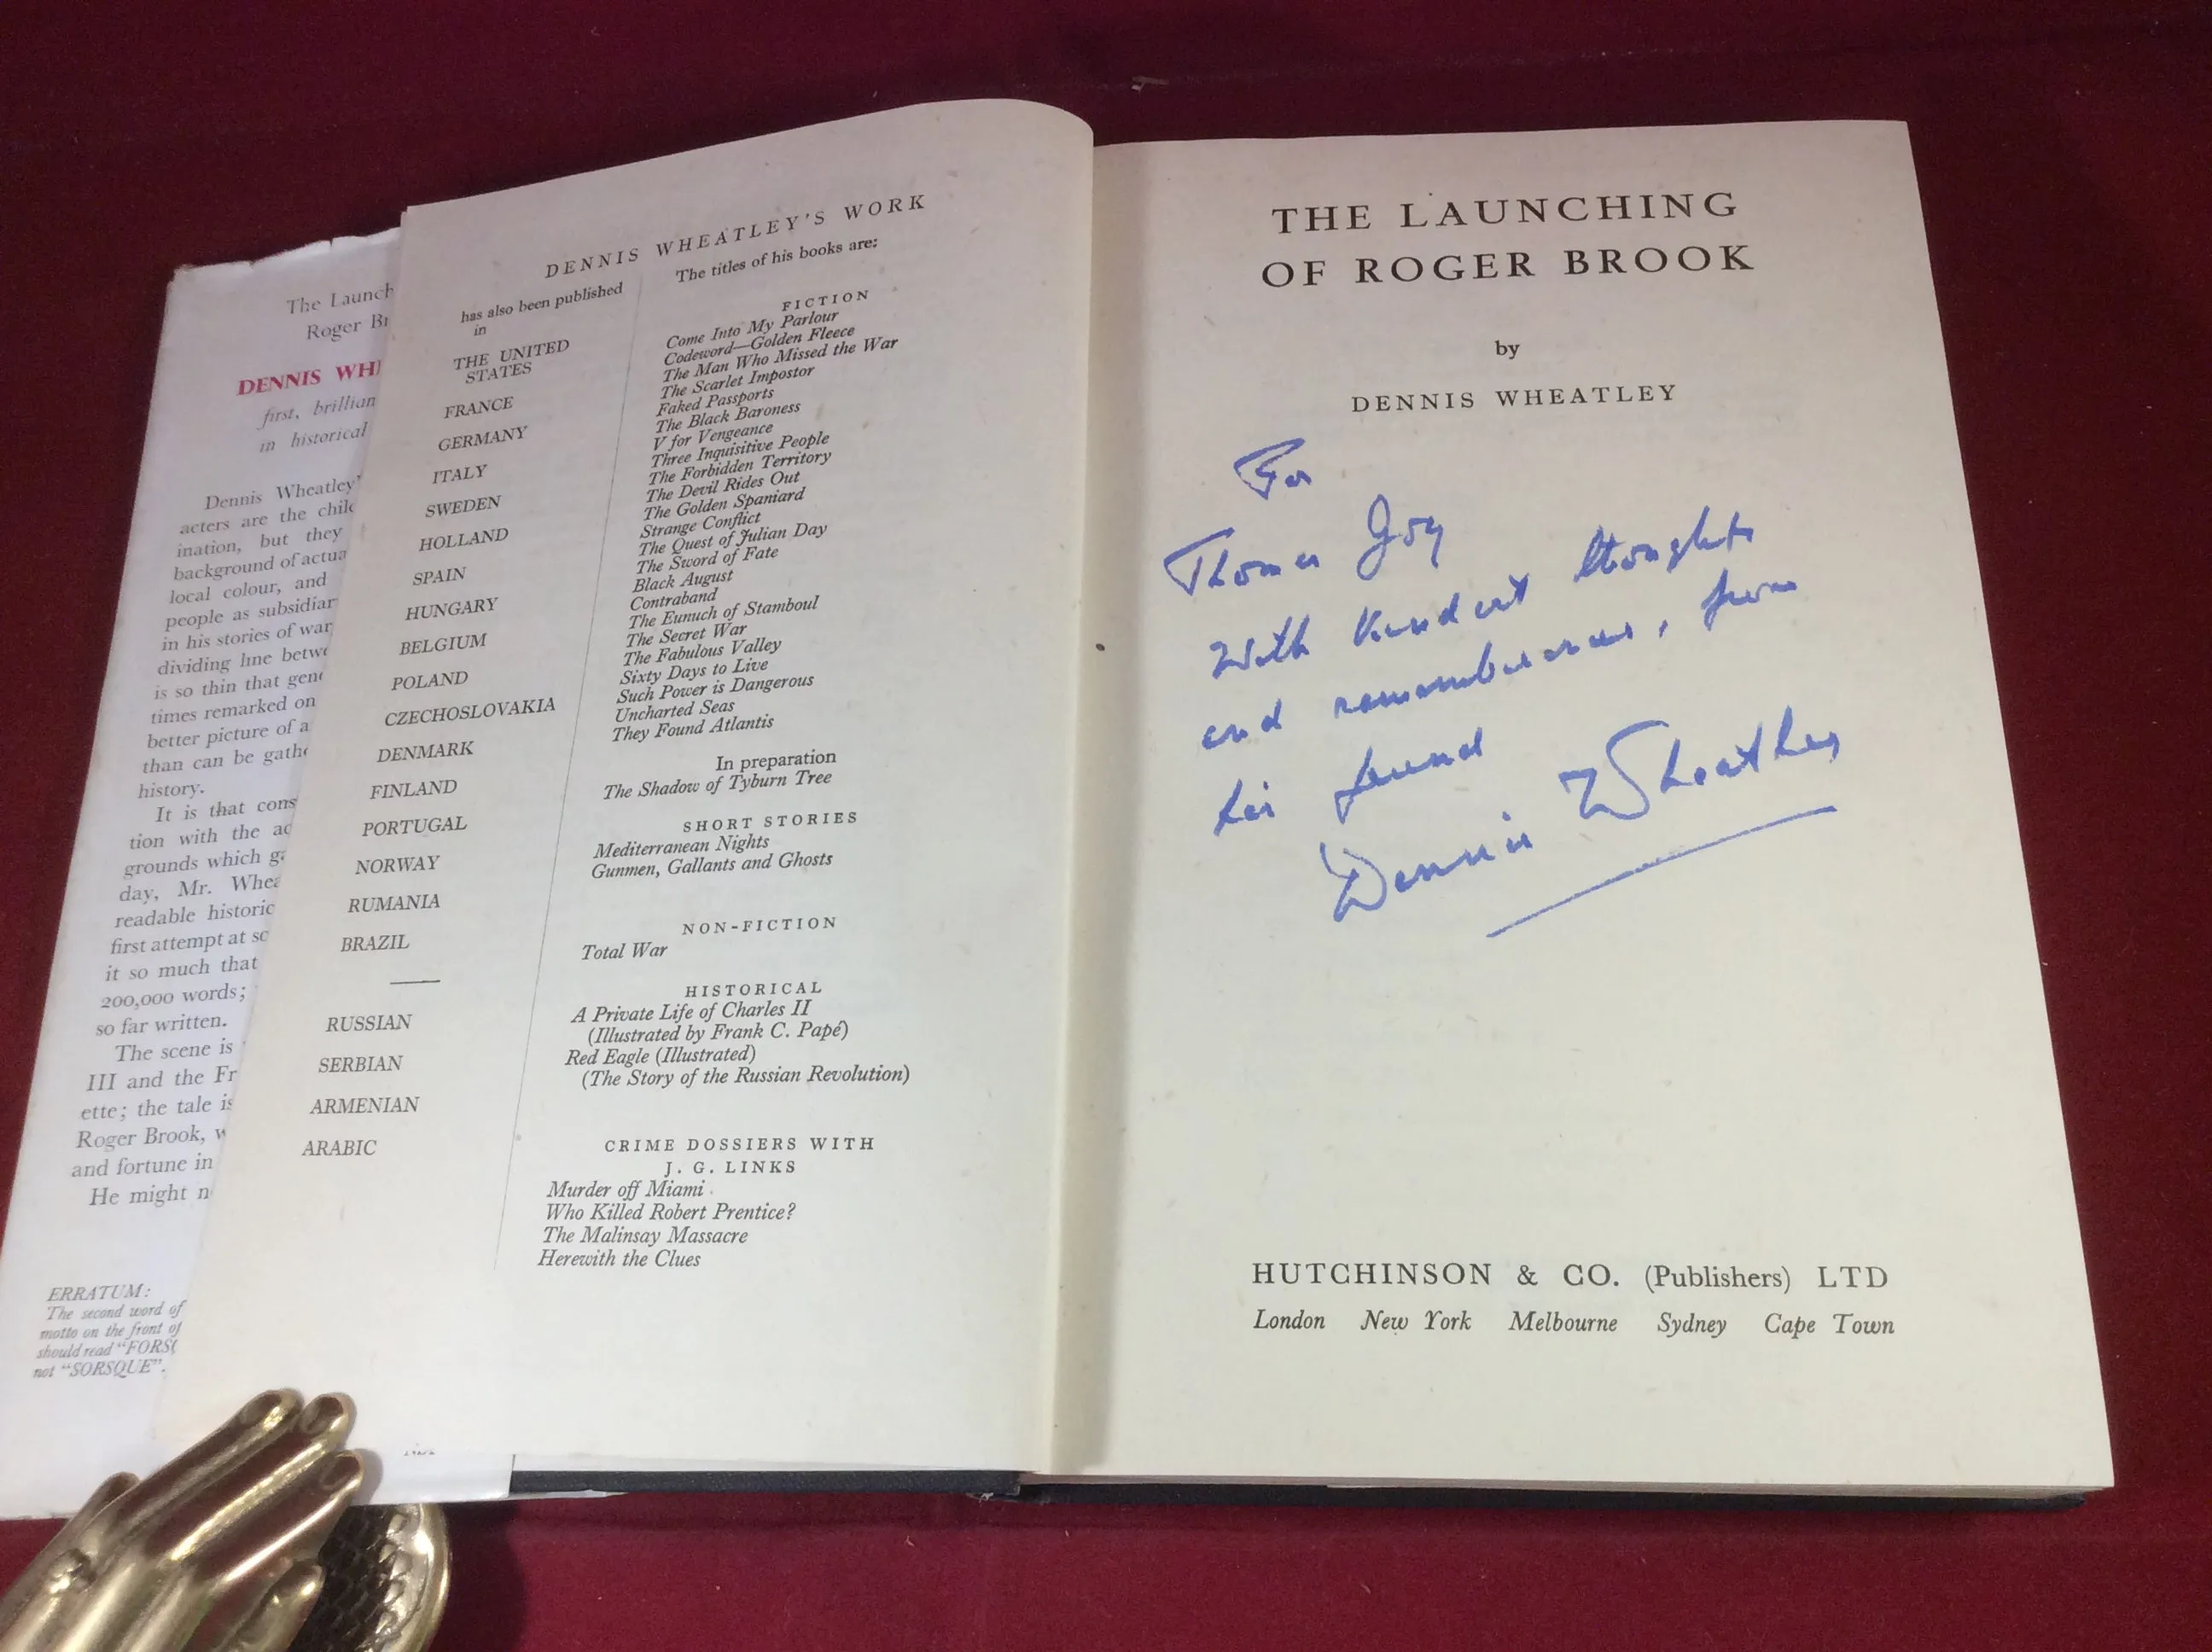 The Launch
Roger Br
DENNIS WH
first, brillian
in historical
Dennis Wheatley'
acters are the chil
ination, but they
background of actua
local colour, and
people as subsidiar
in his stories of war
dividing line betw
is so thin that gen
times remarked on
better picture of a
than can be gath
history.
It is that cons
tion with the ac
grounds which g
day, Mr. Whea
readable historic
first attempt at sc
it so much that
200,000 words;
so far written.
The scene is
III and the Fr
ette; the tale is
Roger Brook, w
and fortune in
He might n
ERRATUM:
The second word of
motto on the front of
should read "FORSQ
not "SORSQUE".
DENNIS WHEATLEY'S WORK
has also been published
in
THE UNITED
STATES
FRANCE
GERMANY
ITALY
SWEDEN
HOLLAND
SPAIN
HUNGARY
BELGIUM
POLAND
CZECHOSLOVAKIA
DENMARK
FINLAND
PORTUGAL
NORWAY
RUMANIA
BRAZIL
RUSSIAN
SERBIAN
ARMENIAN
ARABIC
The titles of his books are:
FICTION
Come Into My Parlour
Codeword—Golden Fleece
The Man Who Missed the War
The Scarlet Impostor
Faked Passports
The Black Baroness
V for Vengeance
Three Inquisitive People
The Forbidden Territory
The Devil Rides Out
The Golden Spaniard
Strange Conflict
The Quest of Julian Day
The Sword of Fate
Black August
Contraband
The Eunuch of Stamboul
The Secret War
The Fabulous Valley
Sixty Days to Live
Such Power is Dangerous
Uncharted Seas
They Found Atlantis
In preparation
The Shadow of Tyburn Tree
SHORT STORIES
Mediterranean Nights
Gunmen, Gallants and Ghosts
NON-FICTION
Total War
HISTORICAL
A Private Life of Charles II
(Illustrated by Frank C. Papé)
Red Eagle (Illustrated)
(The Story of the Russian Revolution)
CRIME DOSSIERS WITH
J. G. LINKS
Murder off Miami
Who Killed Robert Prentice?
The Malinsay Massacre
Herewith the Clues
THE LAUNCHING
OF ROGER BROOK
by
DENNIS WHEATLEY
For
Thomas Joy
With kindest thoughts
and remembrances, from
his friend
Dennis Wheatley
HUTCHINSON & CO. (Publishers) LTD
London New York Melbourne Sydney Cape Town